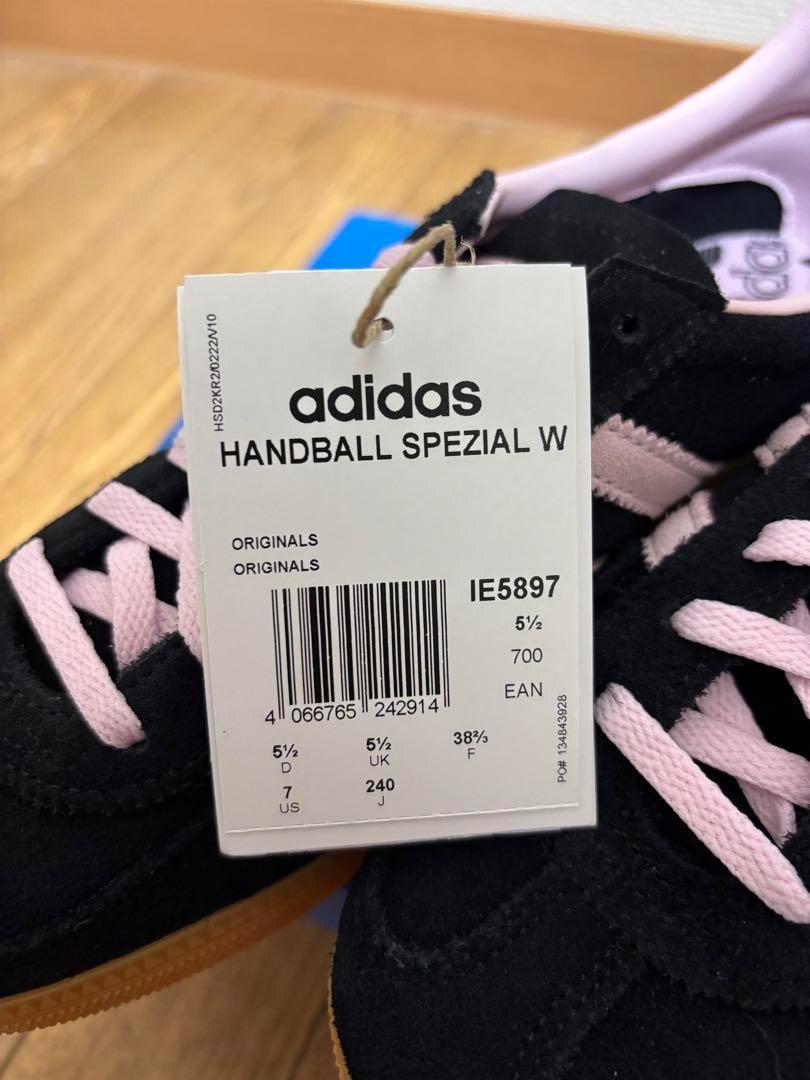 HSD2KR2/0222/V10
adidas
HANDBALL SPEZIAL W
ORIGINALS
ORIGINALS
IE5897
5½
700
EAN
4 066765 242914
PO# 134843928
5½ 5½ 38⅔
D UK F
7 240
US J